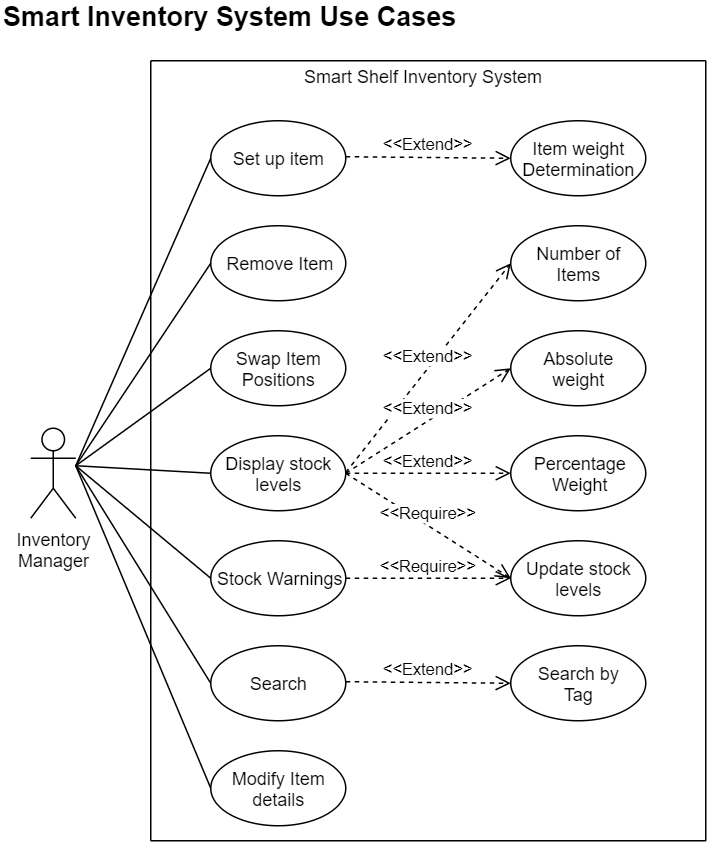 Smart Inventory System Use Cases
Smart Shelf Inventory System
Set up item
<<Extend>>
Item weight
Determination
Remove Item
Number of
Items
<<Extend>>
Swap Item
Positions
Absolute
weight
<<Extend>>
Display stock
levels
<<Extend>>
Percentage
Weight
<<Require>>
Inventory
Manager
Stock Warnings
<<Require>>
Update stock
levels
Search
<<Extend>>
Search by
Tag
Modify Item
details